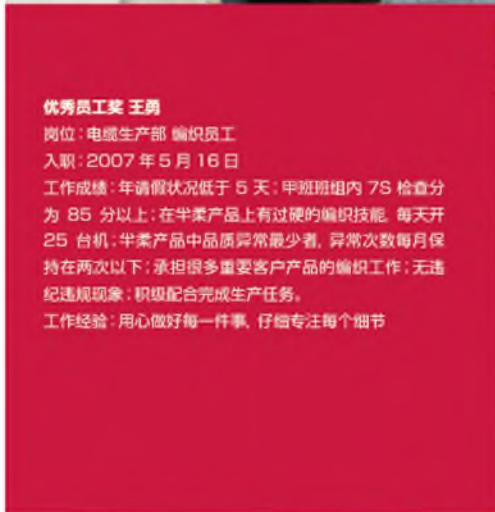 优秀员工奖 王勇
岗位：电缆生产部 编织员工
入职：2007 年 5 月 16 日
工作成绩：年请假状况低于 5 天；甲班班组内 7S 检查分
为 85 分以上；在半柔产品上有过硬的编织技能，每天开
25 台机；半柔产品中品质异常最少者，异常次数每月保
持在两次以下；承担很多重要客户产品的编织工作；无违
纪违规现象；积极配合完成生产任务。
工作经验：用心做好每一件事，仔细专注每个细节